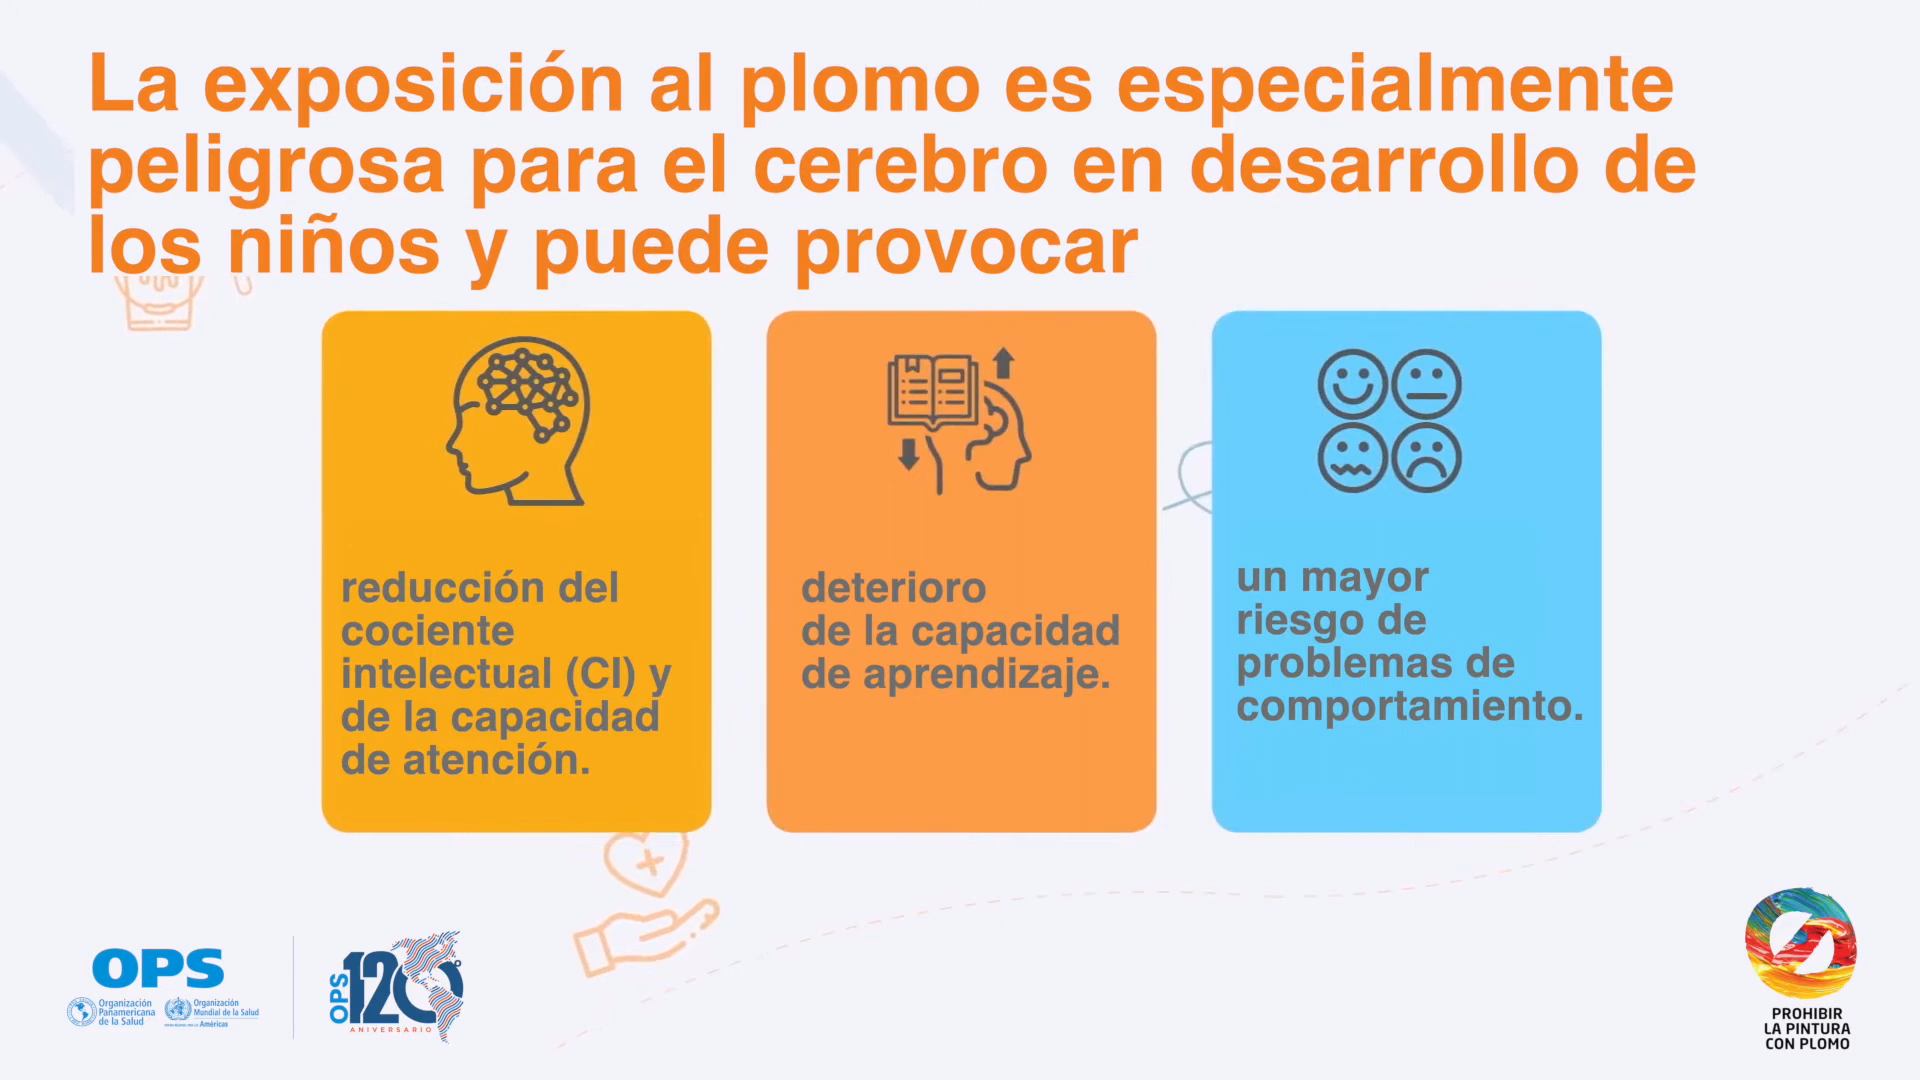 La exposición al plomo es especialmente
peligrosa para el cerebro en desarrollo de
los niños y puede provocar
reducción del
cociente
intelectual (CI) y
de la capacidad
de atención.
deterioro
de la capacidad
de aprendizaje.
un mayor
riesgo de
problemas de
comportamiento.
OPS
Organización
Panamericana
de la Salud
Organización
Mundial de la Salud
Américas
OPS
120
ANIVERSARIO
PROHIBIR
LA PINTURA
CON PLOMO